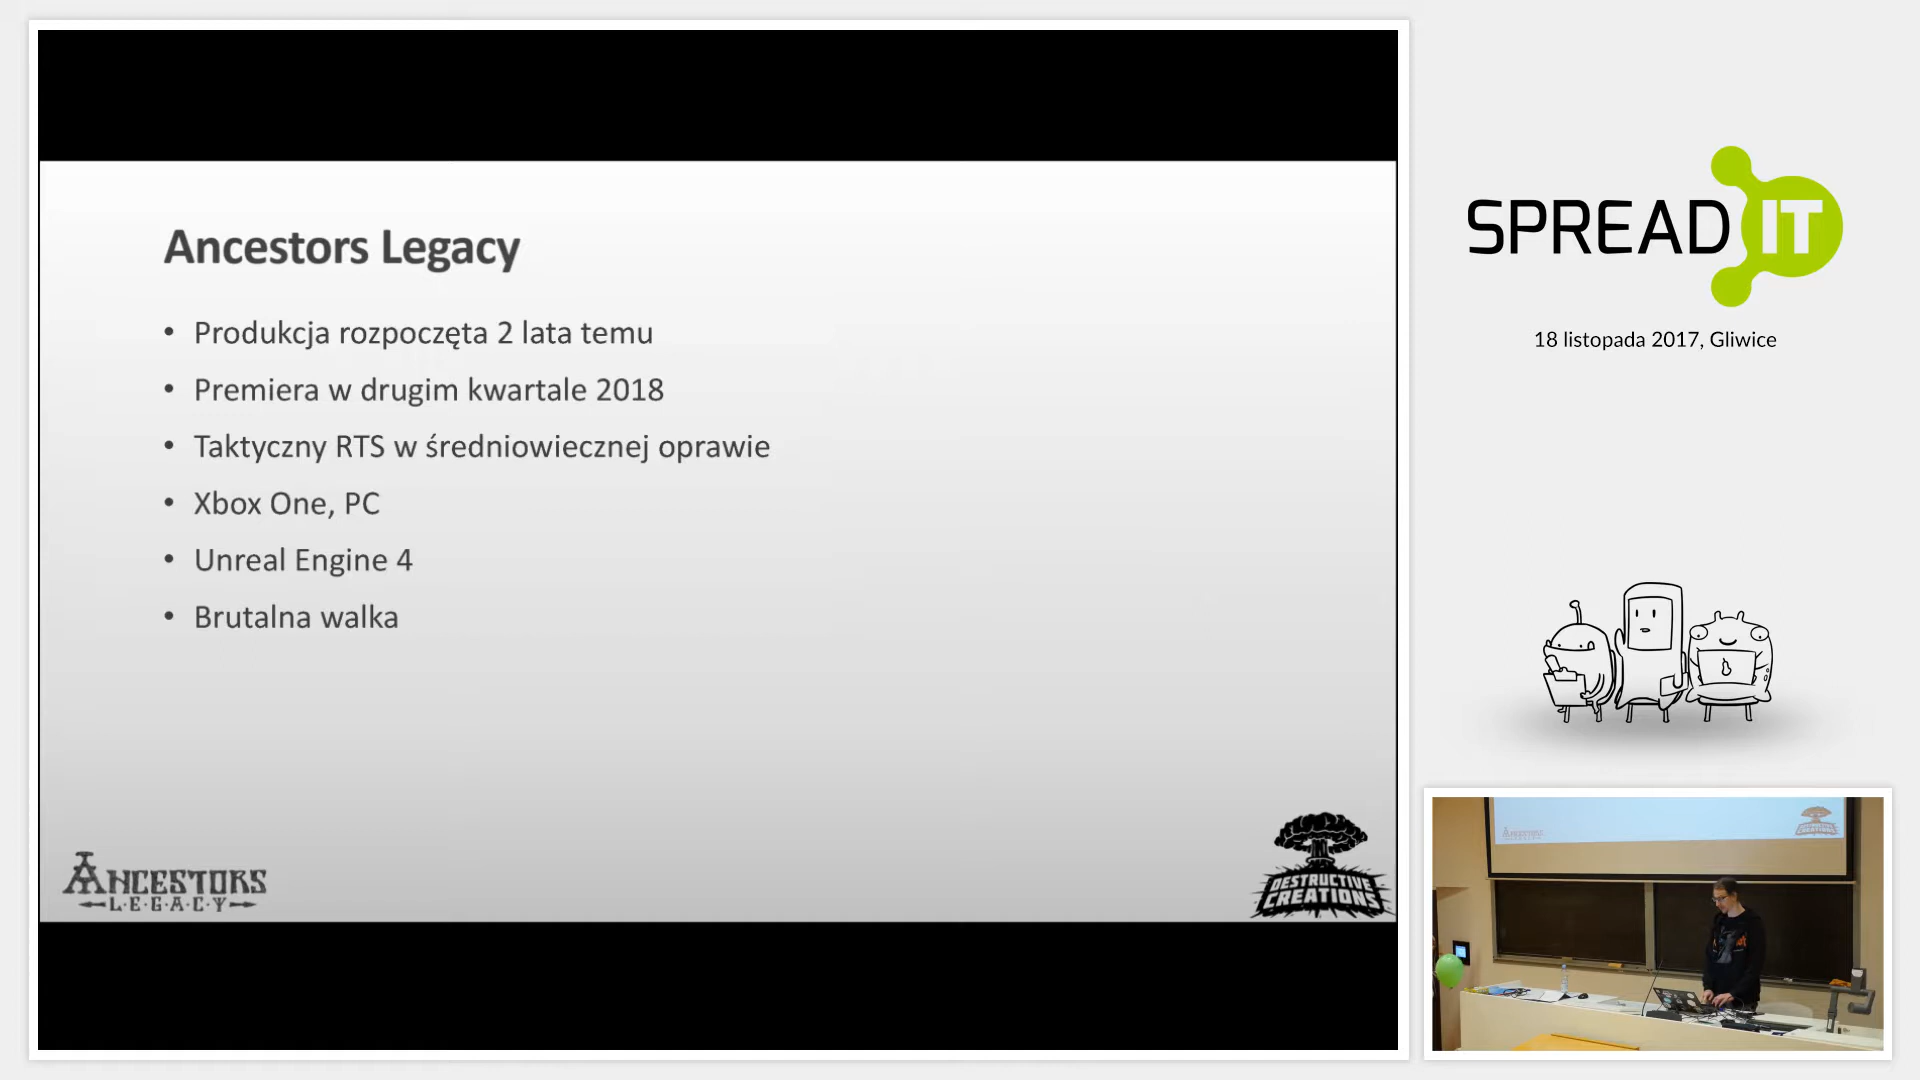 Ancestors Legacy
• Produkcja rozpoczęta 2 lata temu
• Premiera w drugim kwartale 2018
• Taktyczny RTS w średniowiecznej oprawie
• Xbox One, PC
• Unreal Engine 4
• Brutalna walka
ANCESTORS
L·E·G·A·C·Y
DESTRUCTIVE
CREATIONS
SPREAD IT
18 listopada 2017, Gliwice